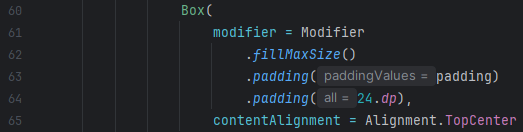 60 Box(
61 modifier = Modifier
62 .fillMaxSize()
63 .padding( paddingValues = padding)
64 .padding( all = 24.dp),
65 contentAlignment = Alignment.TopCenter